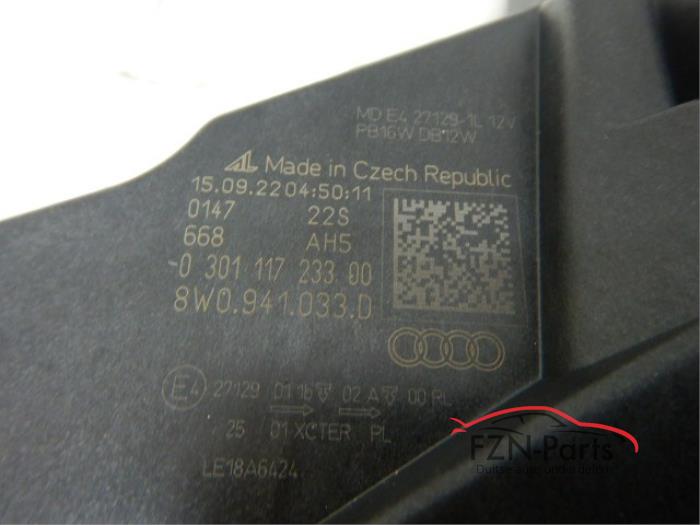 MD E4 27129-1L 12V
PB16W DB12W
AL Made in Czech Republic
15.09.22 04:50:11
0147 22S
668 AH5
0 301 117 233 00
8W0.941.033.D
E4 27129 01 1b 02 A 00 RL
25 01 XCTER PL
LE18A6424
FZN-Parts